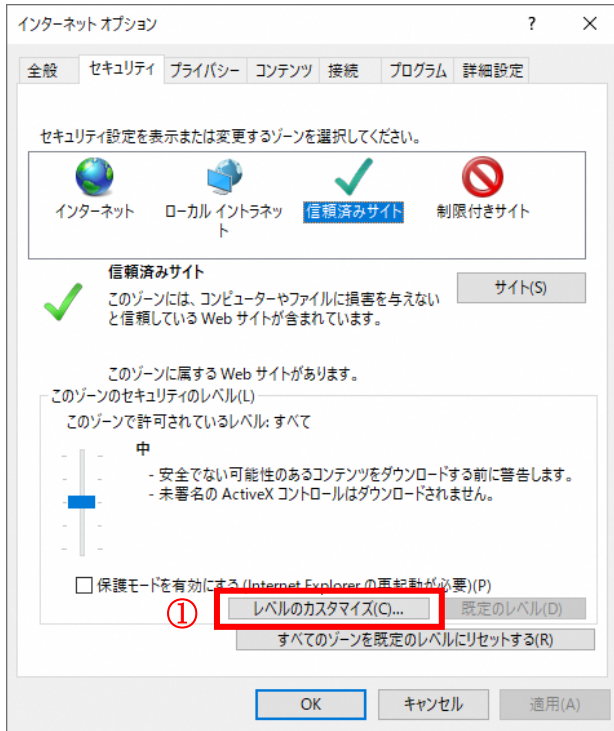 インターネット オプション
全般 セキュリティ プライバシー コンテンツ 接続 プログラム 詳細設定
セキュリティ設定を表示または変更するゾーンを選択してください。
インターネット ローカル イントラネッ 信頼済みサイト 制限付きサイト
ト
信頼済みサイト
サイト(S)
このゾーンには、コンピューターやファイルに損害を与えない
と信頼している Web サイトが含まれています。
このゾーンに属する Web サイトがあります。
このゾーンのセキュリティのレベル(L)
このゾーンで許可されているレベル: すべて
中
- 安全でない可能性のあるコンテンツをダウンロードする前に警告します。
- 未署名の ActiveX コントロールはダウンロードされません。
保護モードを有効にする (Internet Explorer の再起動が必要)(P)
① レベルのカスタマイズ(C)... 既定のレベル(D)
すべてのゾーンを既定のレベルにリセットする(R)
OK キャンセル 適用(A)